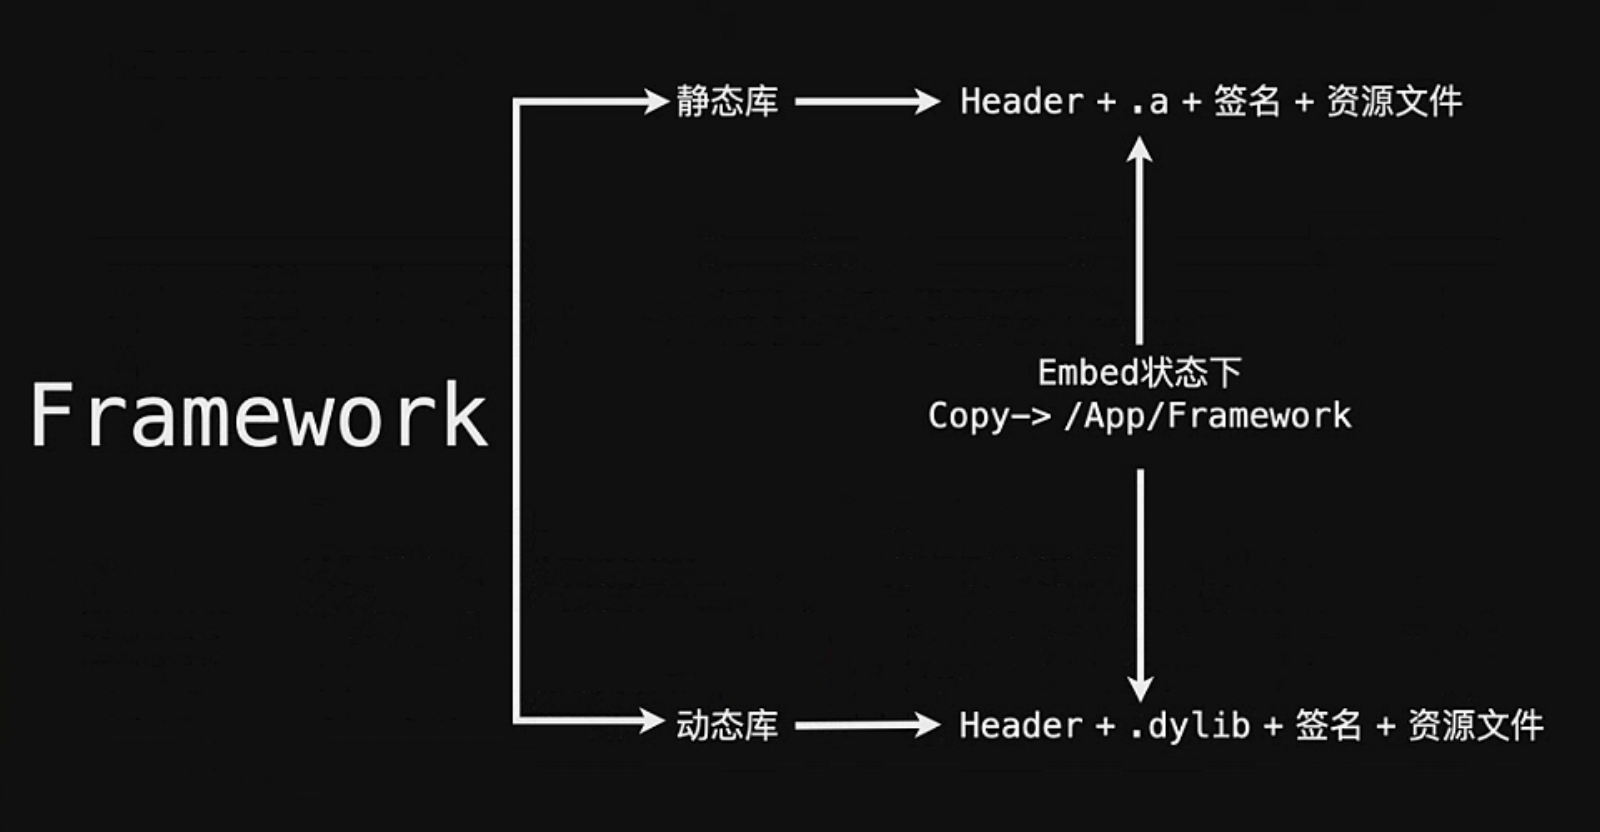 静态库
Header + .a + 签名 + 资源文件
Embed状态下
Copy—> /App/Framework
Framework
动态库
Header + .dylib + 签名 + 资源文件